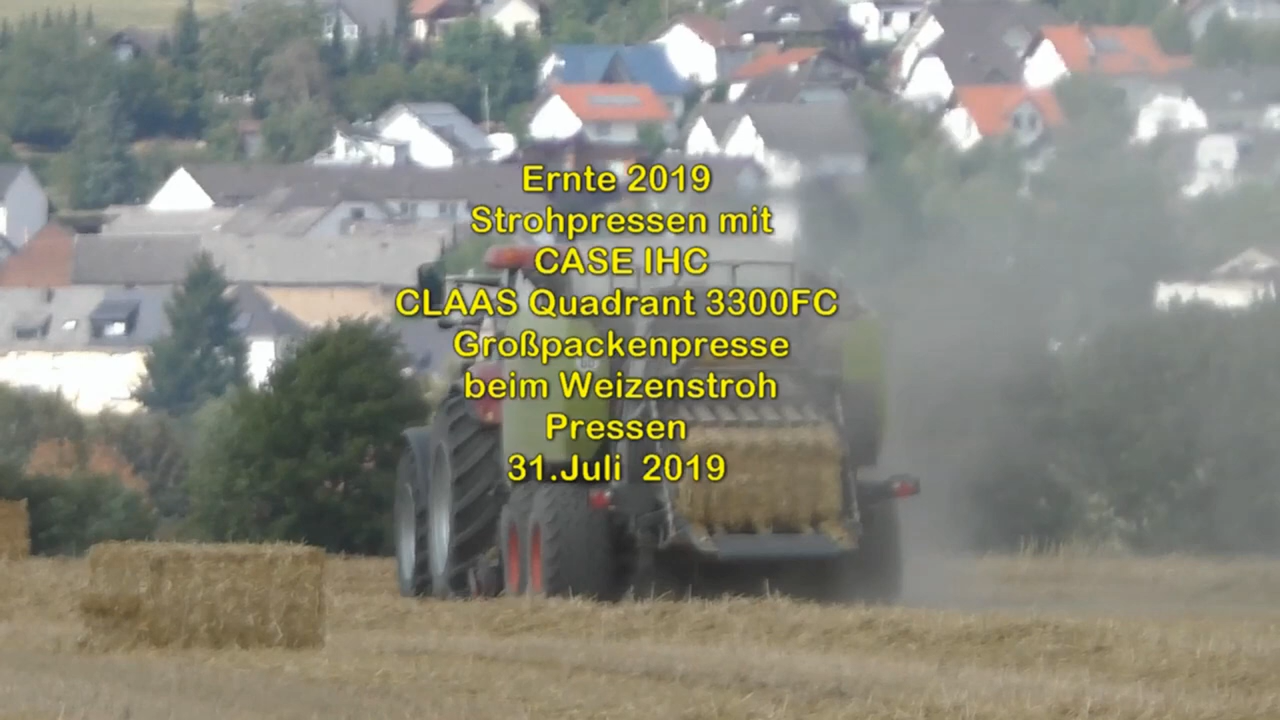 Ernte 2019
Strohpressen mit
CASE IHC
CLAAS Quadrant 3300FC
Großpackenpresse
beim Weizenstroh
Pressen
31.Juli  2019